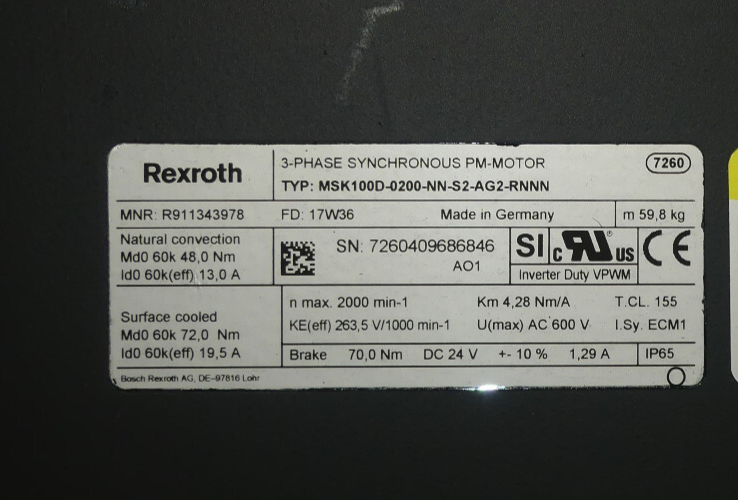 Rexroth
3-PHASE SYNCHRONOUS PM-MOTOR
7260
TYP: MSK100D-0200-NN-S2-AG2-RNNN
MNR: R911343978
FD: 17W36
Made in Germany
m 59,8 kg
Natural convection
Md0 60k 48,0 Nm
Id0 60k(eff) 13,0 A
SN: 7260409686846
AO1
SI
c RU ® US
CE
Inverter Duty VPWM
Surface cooled
Md0 60k 72,0 Nm
Id0 60k(eff) 19,5 A
n max. 2000 min-1
Km 4,28 Nm/A
T.CL. 155
KE(eff) 263,5 V/1000 min-1
U(max) AC 600 V
I.Sy. ECM1
Brake 70,0 Nm DC 24 V +- 10 % 1,29 A
IP65
Bosch Rexroth AG, DE-97816 Lohr